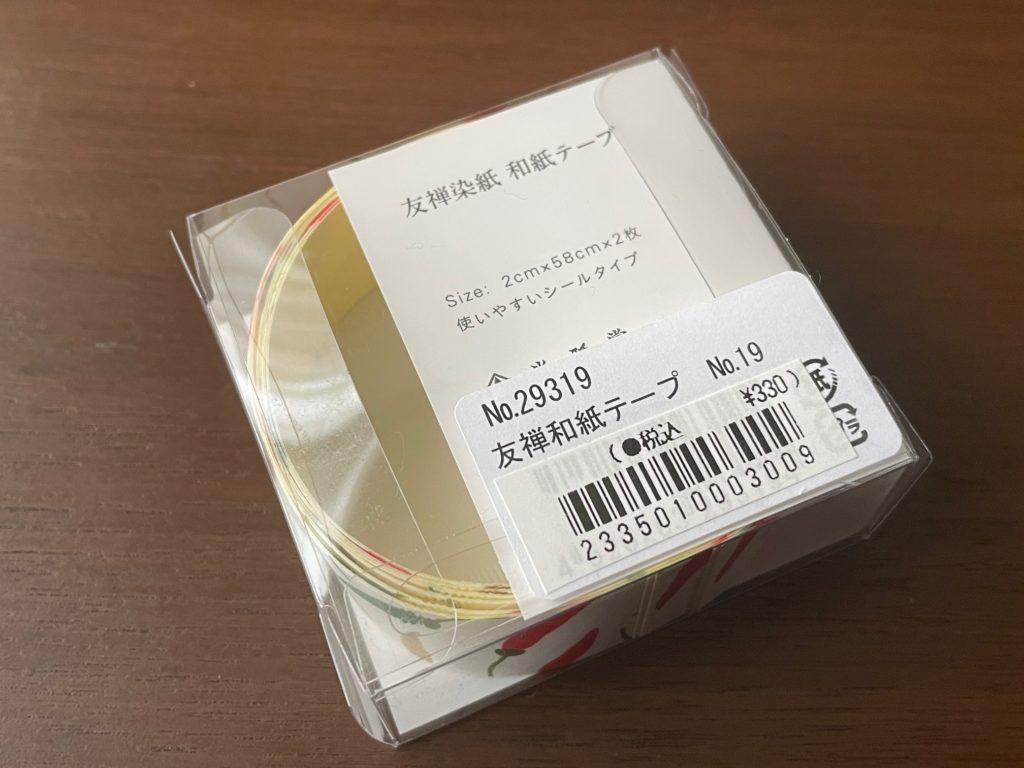 友禅染紙 和紙テープ
Size: 2cm×58cm×2枚
使いやすいシールタイプ
No.29319
友禅和紙テープ No.19
(●税込 ¥330)
2335010003009
紙